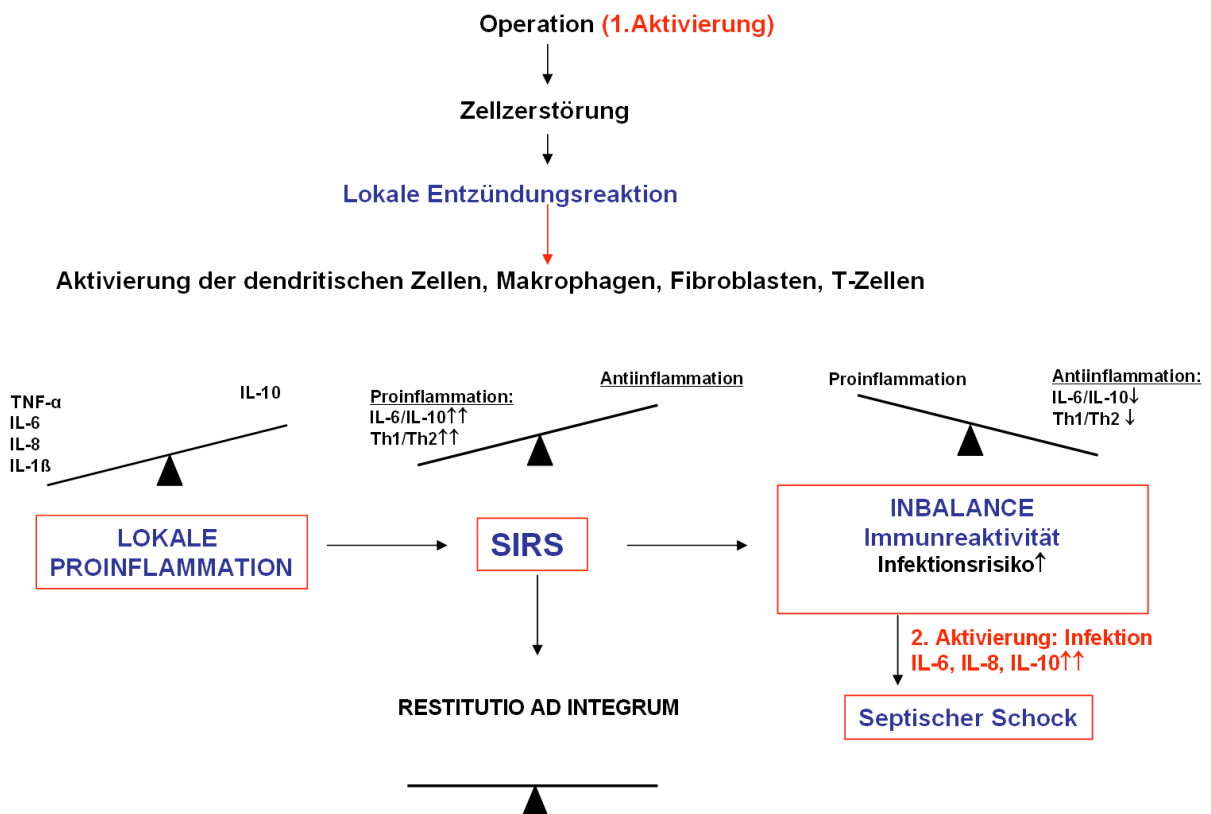 Operation (1.Aktivierung)
Zellzerstörung
Lokale Entzündungsreaktion
Aktivierung der dendritischen Zellen, Makrophagen, Fibroblasten, T-Zellen
TNF-α
IL-6
IL-8
IL-1ß
IL-10
Proinflammation:
IL-6/IL-10↑↑
Th1/Th2↑↑
Antiinflammation
Proinflammation
Antiinflammation:
IL-6/IL-10↓
Th1/Th2 ↓
LOKALE
PROINFLAMMATION
SIRS
INBALANCE
Immunreaktivität
Infektionsrisiko↑
2. Aktivierung: Infektion
IL-6, IL-8, IL-10↑↑
RESTITUTIO AD INTEGRUM
Septischer Schock